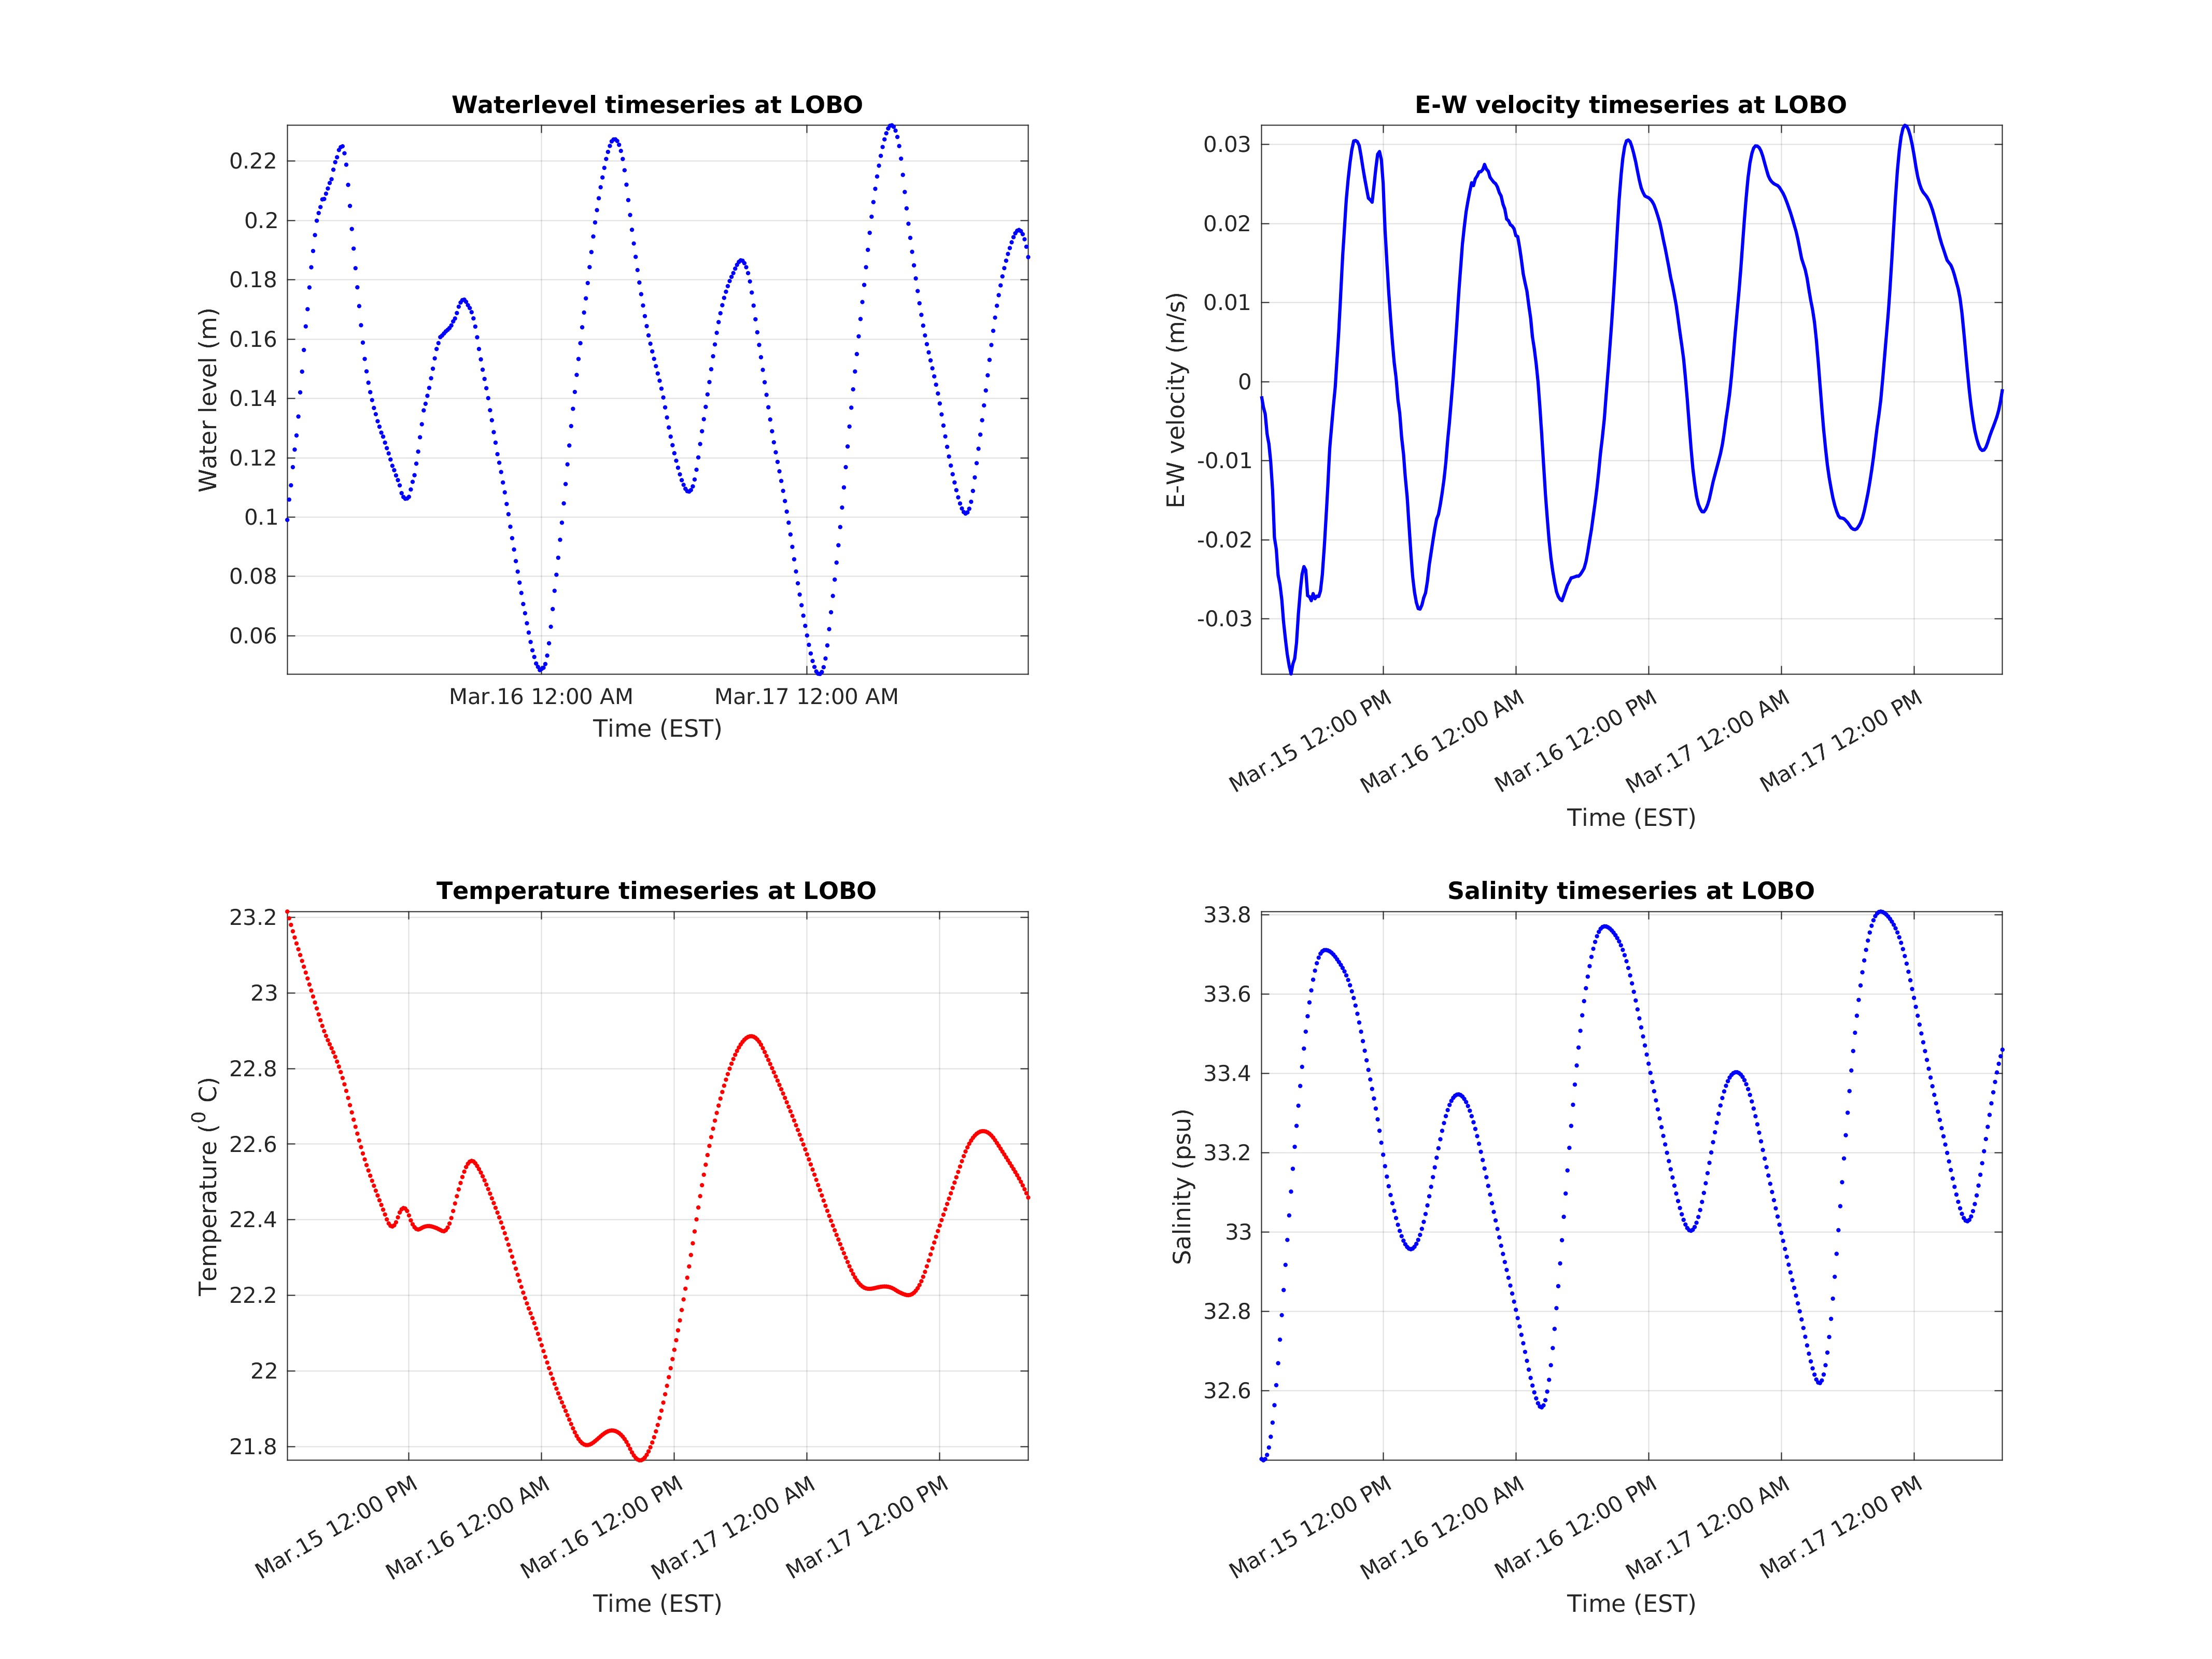 Waterlevel timeseries at LOBO
Water level (m)
0.22
0.2
0.18
0.16
0.14
0.12
0.1
0.08
0.06
Mar.16 12:00 AM
Mar.17 12:00 AM
Time (EST)
E-W velocity timeseries at LOBO
E-W velocity (m/s)
0.03
0.02
0.01
0
-0.01
-0.02
-0.03
Mar.15 12:00 PM
Mar.16 12:00 AM
Mar.16 12:00 PM
Mar.17 12:00 AM
Mar.17 12:00 PM
Time (EST)
Temperature timeseries at LOBO
Temperature (⁰ C)
23.2
23
22.8
22.6
22.4
22.2
22
21.8
Mar.15 12:00 PM
Mar.16 12:00 AM
Mar.16 12:00 PM
Mar.17 12:00 AM
Mar.17 12:00 PM
Time (EST)
Salinity timeseries at LOBO
Salinity (psu)
33.8
33.6
33.4
33.2
33
32.8
32.6
Mar.15 12:00 PM
Mar.16 12:00 AM
Mar.16 12:00 PM
Mar.17 12:00 AM
Mar.17 12:00 PM
Time (EST)